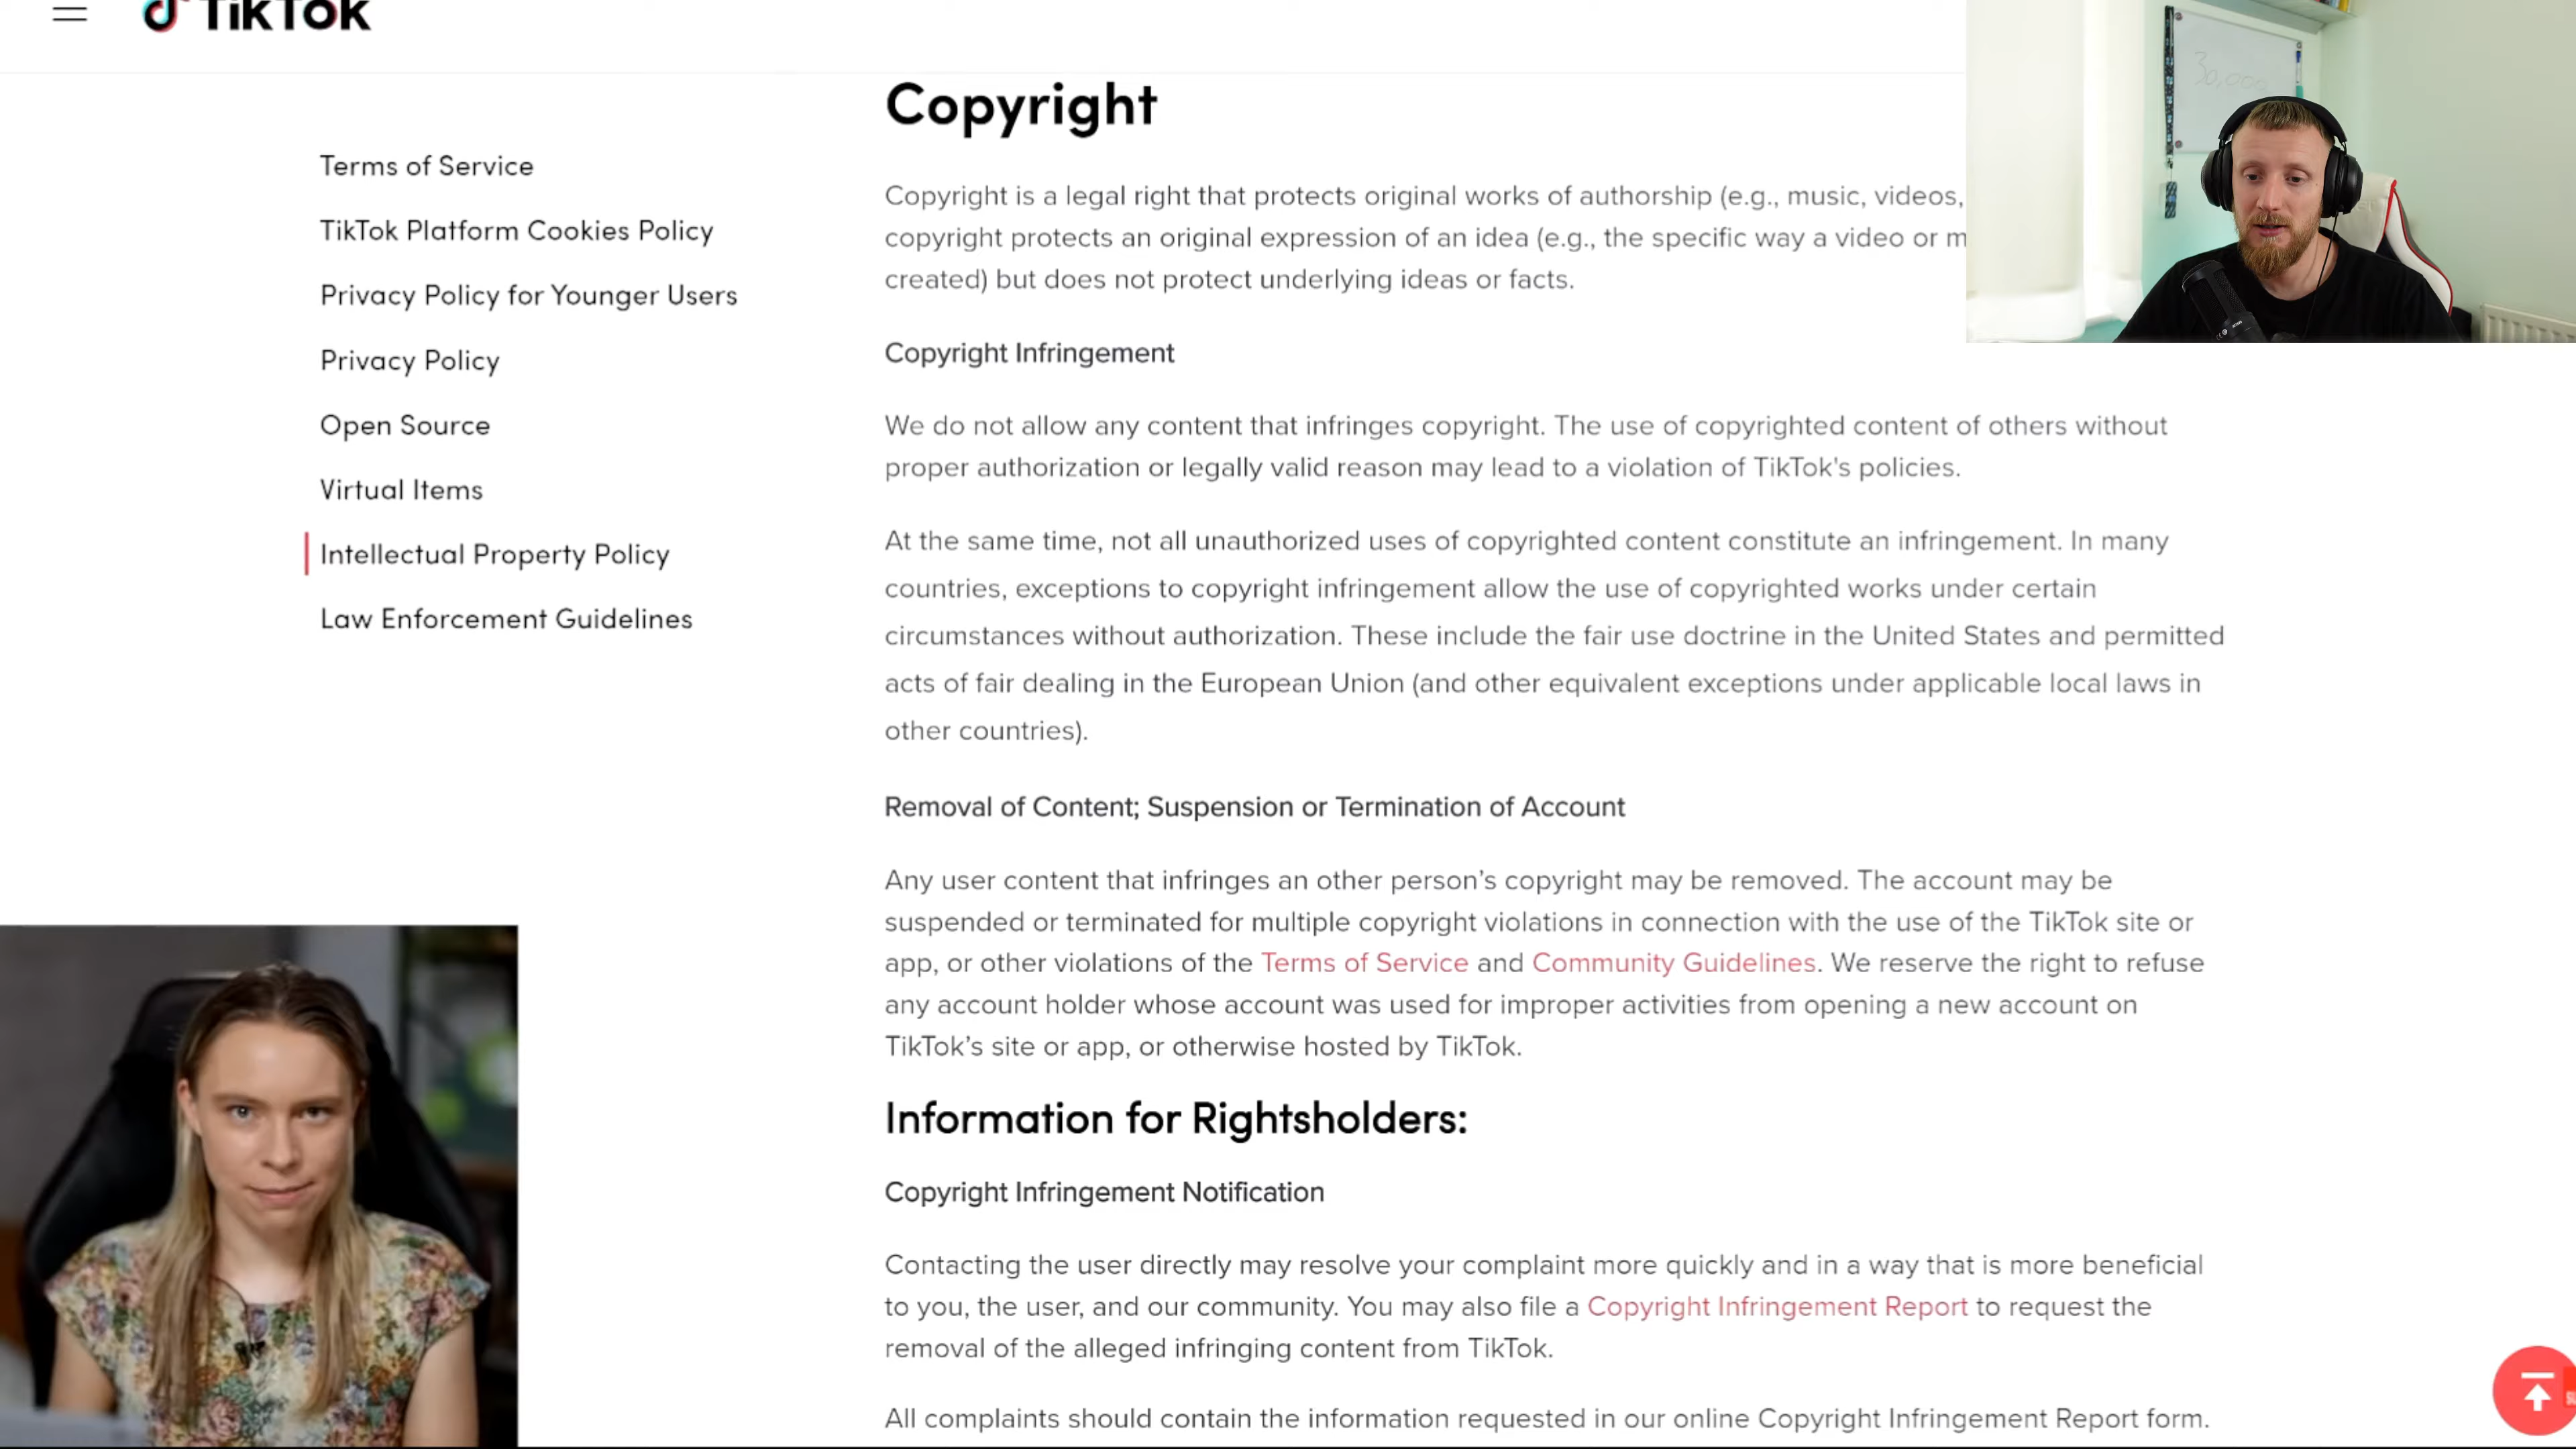 TikTok
30,000
Copyright
Terms of Service
TikTok Platform Cookies Policy
Privacy Policy for Younger Users
Privacy Policy
Open Source
Virtual Items
Intellectual Property Policy
Law Enforcement Guidelines
Copyright is a legal right that protects original works of authorship (e.g., music, videos,
copyright protects an original expression of an idea (e.g., the specific way a video or m
created) but does not protect underlying ideas or facts.
Copyright Infringement
We do not allow any content that infringes copyright. The use of copyrighted content of others without
proper authorization or legally valid reason may lead to a violation of TikTok's policies.
At the same time, not all unauthorized uses of copyrighted content constitute an infringement. In many
countries, exceptions to copyright infringement allow the use of copyrighted works under certain
circumstances without authorization. These include the fair use doctrine in the United States and permitted
acts of fair dealing in the European Union (and other equivalent exceptions under applicable local laws in
other countries).
Removal of Content; Suspension or Termination of Account
Any user content that infringes an other person’s copyright may be removed. The account may be
suspended or terminated for multiple copyright violations in connection with the use of the TikTok site or
app, or other violations of the Terms of Service and Community Guidelines. We reserve the right to refuse
any account holder whose account was used for improper activities from opening a new account on
TikTok’s site or app, or otherwise hosted by TikTok.
Information for Rightsholders:
Copyright Infringement Notification
Contacting the user directly may resolve your complaint more quickly and in a way that is more beneficial
to you, the user, and our community. You may also file a Copyright Infringement Report to request the
removal of the alleged infringing content from TikTok.
All complaints should contain the information requested in our online Copyright Infringement Report form.